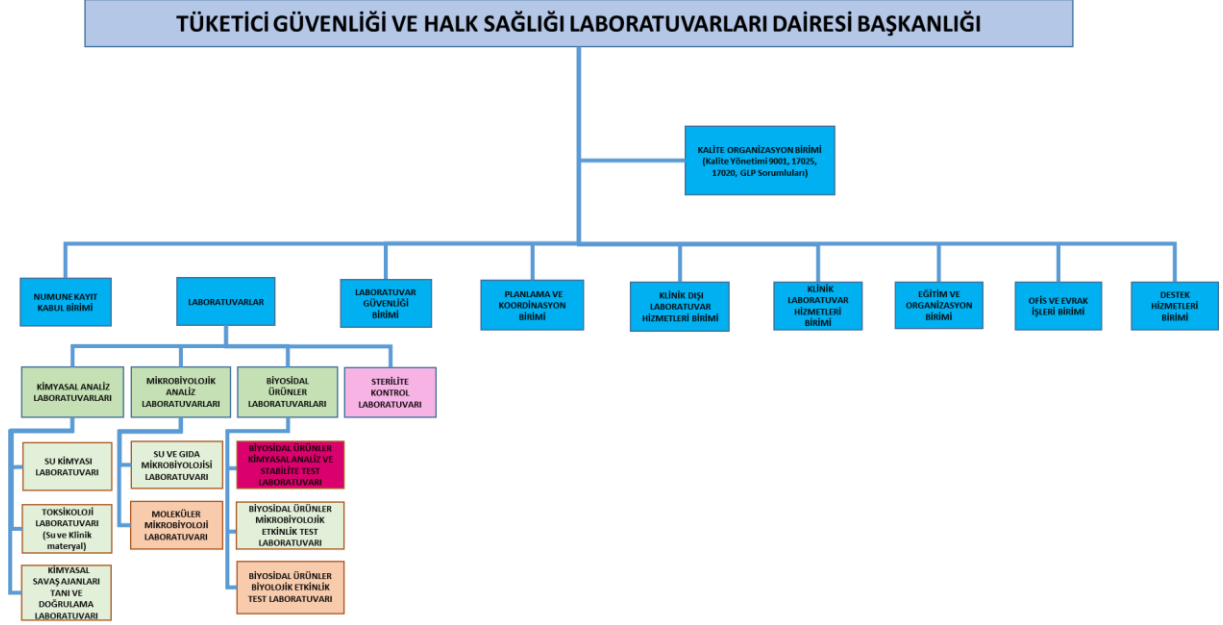 TÜKETİCİ GÜVENLİĞİ VE HALK SAĞLIĞI LABORATUVARLARI DAİRESİ BAŞKANLIĞI
KALİTE ORGANİZASYON BİRİMİ
(Kalite Yönetimi 9001, 17025,
17020, GLP Sorumluları)
NUMUNE KAYIT
KABUL BİRİMİ
LABORATUVARLAR
LABORATUVAR
GÜVENLİĞİ
BİRİMİ
PLANLAMA VE
KOORDİNASYON
BİRİMİ
KLİNİK DIŞI
LABORATUVAR
HİZMETLERİ BİRİMİ
KLİNİK
LABORATUVAR
HİZMETLERİ
BİRİMİ
EĞİTİM VE
ORGANİZASYON
BİRİMİ
OFİS VE EVRAK
İŞLERİ BİRİMİ
DESTEK
HİZMETLERİ
BİRİMİ
KİMYASAL ANALİZ
LABORATUVARLARI
MİKROBİYOLOJİK
ANALİZ
LABORATUVARLARI
BİYOSİDAL
ÜRÜNLER
LABORATUVARLARI
STERİLİTE
KONTROL
LABORATUVARI
SU KİMYASI
LABORATUVARI
SU VE GIDA
MİKROBİYOLOJİSİ
LABORATUVARI
BİYOSİDAL ÜRÜNLER
KİMYASAL ANALİZ VE
STABİLİTE TEST
LABORATUVARI
TOKSİKOLOJİ
LABORATUVARI
(Su ve Klinik
materyal)
MOLEKÜLER
MİKROBİYOLOJİ
LABORATUVARI
BİYOSİDAL ÜRÜNLER
MİKROBİYOLOJİK
ETKİNLİK TEST
LABORATUVARI
KİMYASAL
SAVAŞ AJANLARI
TANI VE
DOĞRULAMA
LABORATUVARI
BİYOSİDAL ÜRÜNLER
BİYOLOJİK ETKİNLİK
TEST LABORATUVARI